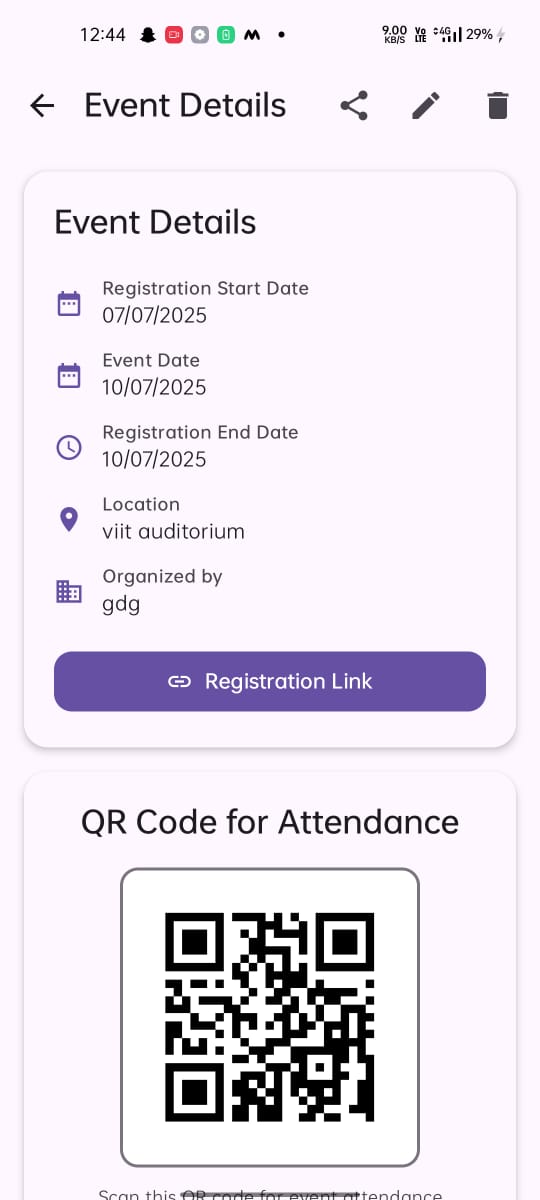 12:44
9.00 KB/S Vo LTE 4G 29%
Event Details
Event Details
Registration Start Date
07/07/2025
Event Date
10/07/2025
Registration End Date
10/07/2025
Location
viit auditorium
Organized by
gdg
Registration Link
QR Code for Attendance
Scan this QR code for event attendance